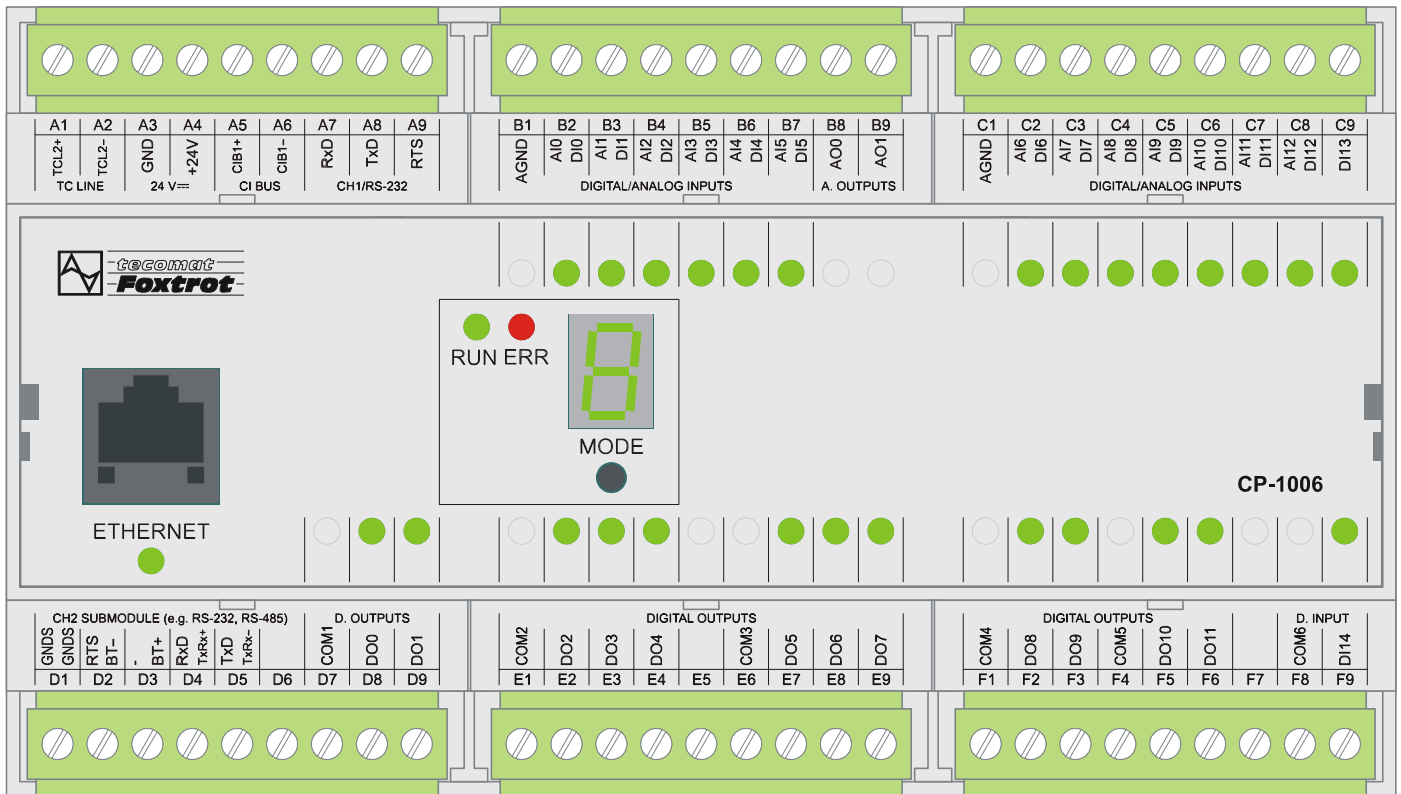 A1 A2 A3 A4 A5 A6 A7 A8 A9
TCL2+ TCL2- GND +24V CIB1+ CIB1- RxD TxD RTS
TC LINE 24 V⎓ CI BUS CH1/RS-232
B1 B2 B3 B4 B5 B6 B7 B8 B9
AGND AI0 DI0 AI1 DI1 AI2 DI2 AI3 DI3 AI4 DI4 AI5 DI5 AO0 AO1
DIGITAL/ANALOG INPUTS A. OUTPUTS
C1 C2 C3 C4 C5 C6 C7 C8 C9
AGND AI6 DI6 AI7 DI7 AI8 DI8 AI9 DI9 AI10 DI10 AI11 DI11 AI12 DI12 DI13
DIGITAL/ANALOG INPUTS
tecomat
Foxtrot
RUN ERR
8
MODE
CP-1006
ETHERNET
CH2 SUBMODULE (e.g. RS-232, RS-485) D. OUTPUTS
GNDS GNDS RTS BT- - BT+ RxD TxRx+ TxD TxRx- COM1 DO0 DO1
D1 D2 D3 D4 D5 D6 D7 D8 D9
DIGITAL OUTPUTS
COM2 DO2 DO3 DO4 COM3 DO5 DO6 DO7
E1 E2 E3 E4 E5 E6 E7 E8 E9
DIGITAL OUTPUTS D. INPUT
COM4 DO8 DO9 COM5 DO10 DO11 COM6 DI14
F1 F2 F3 F4 F5 F6 F7 F8 F9